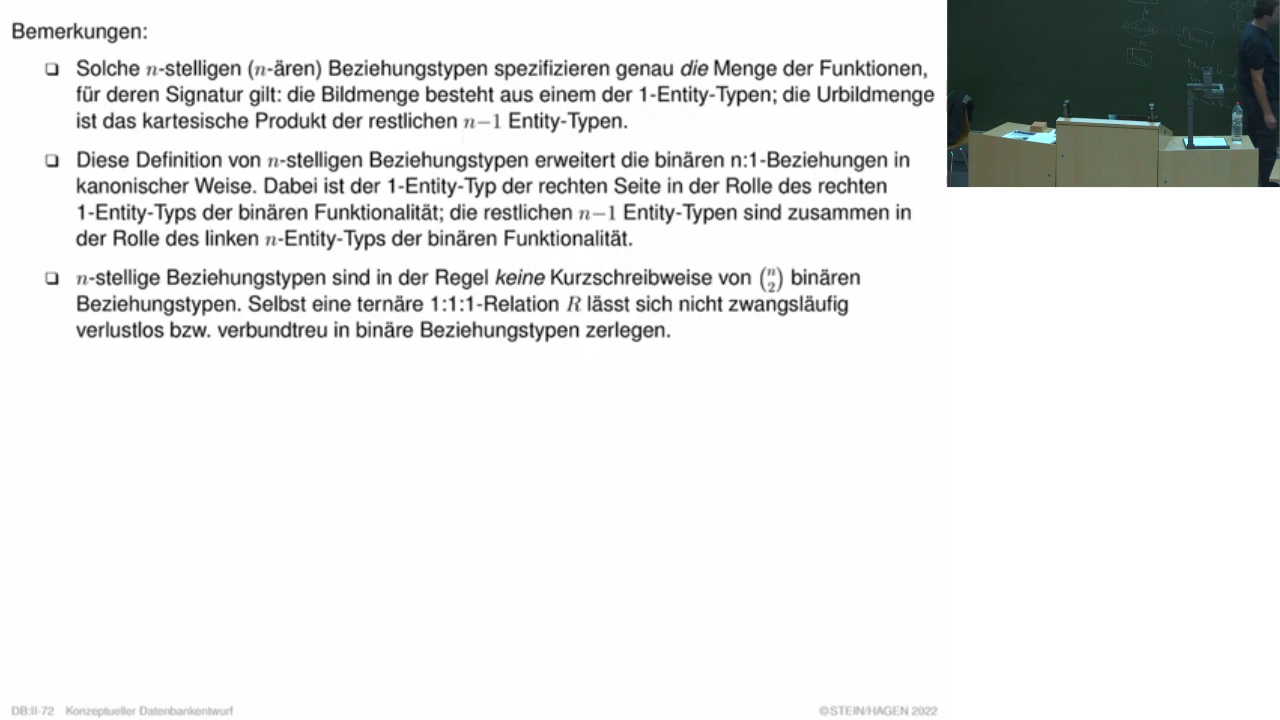 Bemerkungen:
❑ Solche n-stelligen (n-ären) Beziehungstypen spezifizieren genau die Menge der Funktionen,
für deren Signatur gilt: die Bildmenge besteht aus einem der 1-Entity-Typen; die Urbildmenge
ist das kartesische Produkt der restlichen n−1 Entity-Typen.
❑ Diese Definition von n-stelligen Beziehungstypen erweitert die binären n:1-Beziehungen in
kanonischer Weise. Dabei ist der 1-Entity-Typ der rechten Seite in der Rolle des rechten
1-Entity-Typs der binären Funktionalität; die restlichen n−1 Entity-Typen sind zusammen in
der Rolle des linken n-Entity-Typs der binären Funktionalität.
❑ n-stellige Beziehungstypen sind in der Regel keine Kurzschreibweise von (n 2) binären
Beziehungstypen. Selbst eine ternäre 1:1:1-Relation R lässt sich nicht zwangsläufig
verlustlos bzw. verbundtreu in binäre Beziehungstypen zerlegen.
DB:II-72 Konzeptueller Datenbankentwurf ©STEIN/HAGEN 2022